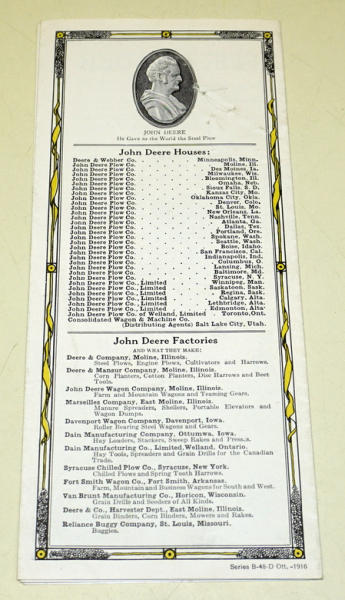 JOHN DEERE
He Gave to the World the Steel Plow
John Deere Houses:
Deere & Webber Co. Minneapolis, Minn.
John Deere Plow Co. Moline, Ill.
John Deere Plow Co. Des Moines, Ia.
John Deere Plow Co. Milwaukee, Wis.
John Deere Plow Co. Bloomington, Ill.
John Deere Plow Co. Omaha, Neb.
John Deere Plow Co. Sioux Falls, S. D.
John Deere Plow Co. Kansas City, Mo.
John Deere Plow Co. Oklahoma City, Okla.
John Deere Plow Co. Denver, Colo.
John Deere Plow Co. St. Louis, Mo.
John Deere Plow Co. New Orleans, La.
John Deere Plow Co. Nashville, Tenn.
John Deere Plow Co. Atlanta, Ga.
John Deere Plow Co. Dallas, Tex.
John Deere Plow Co. Portland, Ore.
John Deere Plow Co. Spokane, Wash.
John Deere Plow Co. Seattle, Wash.
John Deere Plow Co. Boise, Idaho.
John Deere Plow Co. San Francisco, Cal.
John Deere Plow Co. Indianapolis, Ind.
John Deere Plow Co. Columbus, O.
John Deere Plow Co. Lansing, Mich.
John Deere Plow Co. Baltimore, Md.
John Deere Plow Co. Syracuse, N. Y.
John Deere Plow Co., Limited Winnipeg, Man.
John Deere Plow Co., Limited Saskatoon, Sask.
John Deere Plow Co., Limited Regina, Sask.
John Deere Plow Co., Limited Calgary, Alta.
John Deere Plow Co., Limited Lethbridge, Alta.
John Deere Plow Co., Limited Edmonton, Alta.
John Deere Plow Co. of Welland, Limited Toronto, Ont.
Consolidated Wagon & Machine Co.
(Distributing Agents) Salt Lake City, Utah.
John Deere Factories
AND WHAT THEY MAKE:
Deere & Company, Moline, Illinois.
Steel Plows, Engine Plows, Cultivators and Harrows.
Deere & Mansur Company, Moline, Illinois.
Corn Planters, Cotton Planters, Disc Harrows and Beet
Tools.
John Deere Wagon Company, Moline, Illinois.
Farm and Mountain Wagons and Teaming Gears.
Marseilles Company, East Moline, Illinois.
Manure Spreaders, Shellers, Portable Elevators and
Wagon Dumps.
Davenport Wagon Company, Davenport, Iowa.
Roller Bearing Steel Wagons and Gears.
Dain Manufacturing Company, Ottumwa, Iowa.
Hay Loaders, Stackers, Sweep Rakes and Presses.
Dain Manufacturing Co., Limited, Welland, Ontario.
Hay Tools, Spreaders and Grain Drills for the Canadian
Trade.
Syracuse Chilled Plow Co., Syracuse, New York.
Chilled Plows and Spring Tooth Harrows.
Fort Smith Wagon Co., Fort Smith, Arkansas.
Farm, Mountain and Business Wagons for South and West.
Van Brunt Manufacturing Co., Horicon, Wisconsin.
Grain Drills and Seeders of All Kinds.
Deere & Co., Harvester Dept., East Moline, Illinois.
Grain Binders, Corn Binders, Mowers and Rakes.
Reliance Buggy Company, St. Louis, Missouri.
Buggies.
Series B-48-D Ott. -1916